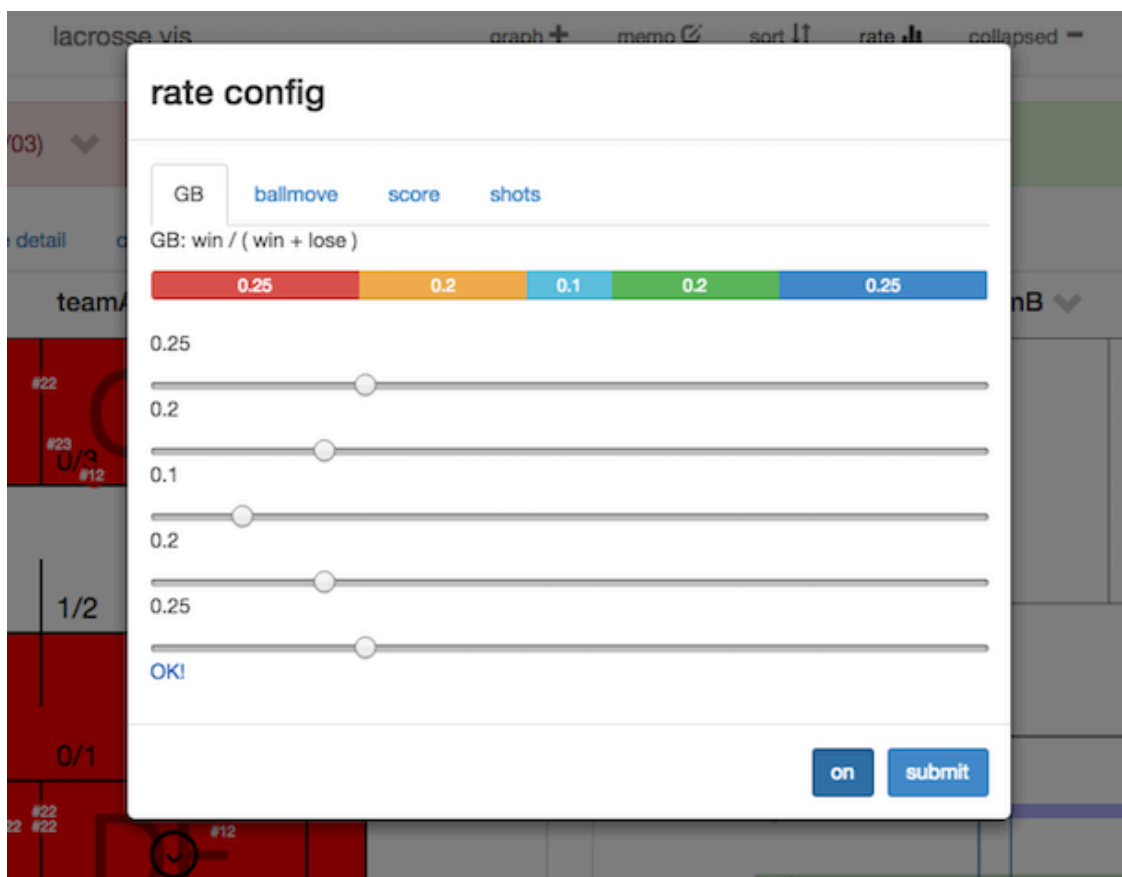 lacrosse vis graph memo sort rate collapsed
rate config
/03)
GB ballmove score shots
detail
GB: win / ( win + lose )
0.25 0.2 0.1 0.2 0.25
teamA
0.25
#22
0.2
#23
0/3
#12
0.1
0.2
1/2
0.25
OK!
0/1
on submit
#22
22 #22
#12